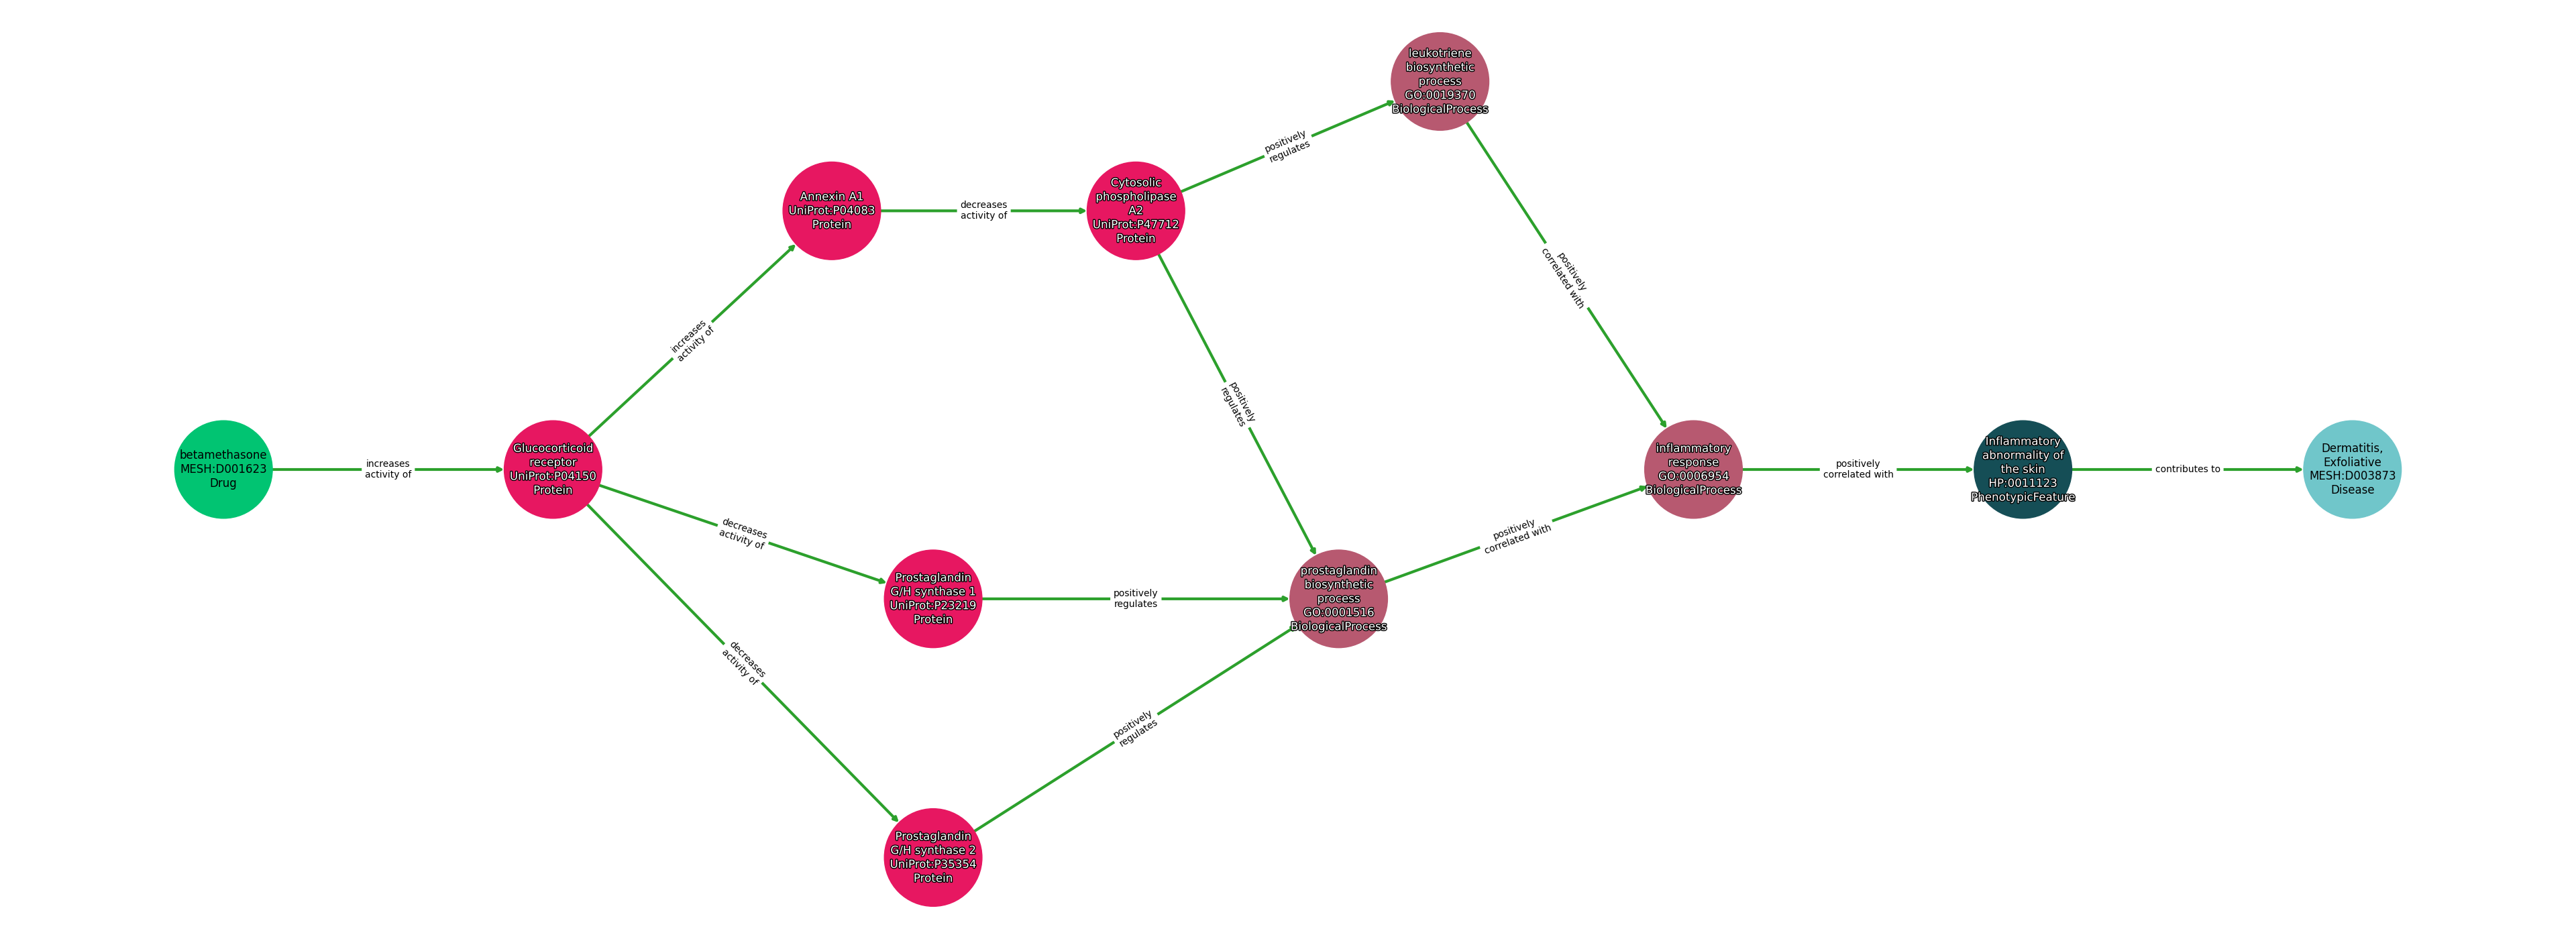 leukotriene
biosynthetic
process
GO:0019370
BiologicalProcess
positively
regulates
Annexin A1
UniProt:P04083
Protein
decreases
activity of
Cytosolic
phospholipase
A2
UniProt:P47712
Protein
positively
correlated with
increases
activity of
positively
regulates
betamethasone
MESH:D001623
Drug
increases
activity of
Glucocorticoid
receptor
UniProt:P04150
Protein
inflammatory
response
GO:0006954
BiologicalProcess
positively
correlated with
Inflammatory
abnormality of
the skin
HP:0011123
PhenotypicFeature
contributes to
Dermatitis,
Exfoliative
MESH:D003873
Disease
decreases
activity of
positively
correlated with
Prostaglandin
G/H synthase 1
UniProt:P23219
Protein
positively
regulates
prostaglandin
biosynthetic
process
GO:0001516
BiologicalProcess
decreases
activity of
positively
regulates
Prostaglandin
G/H synthase 2
UniProt:P35354
Protein